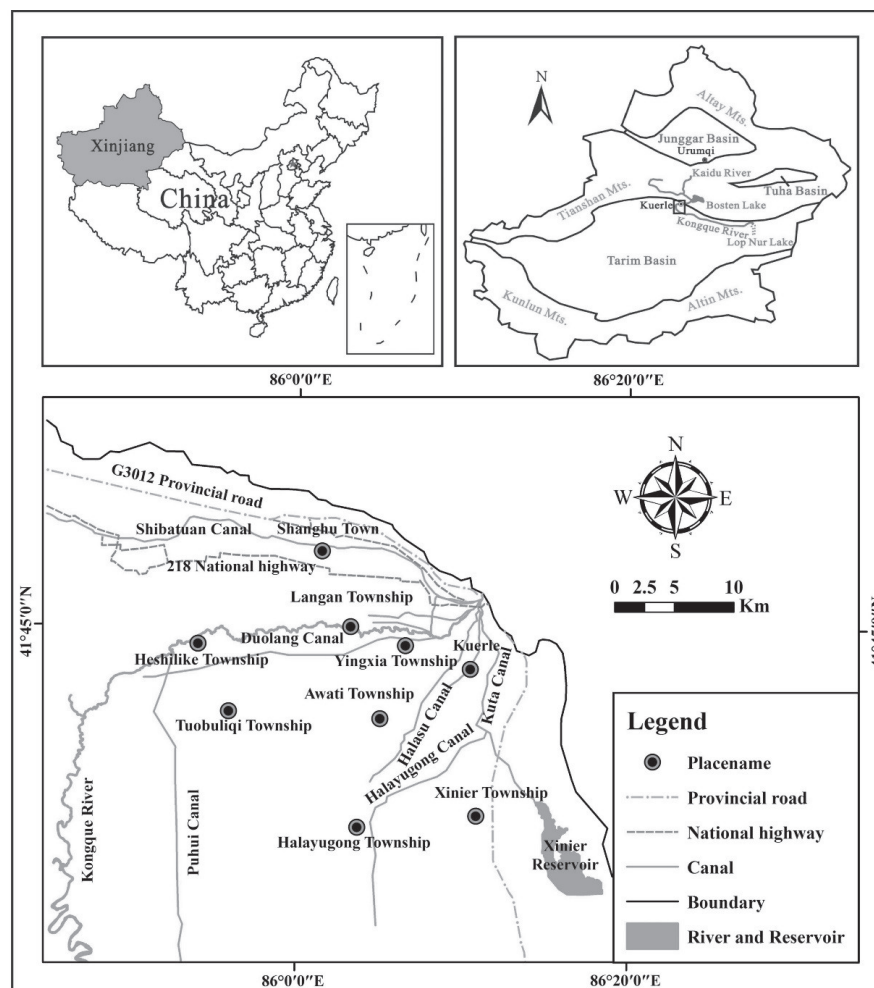 Xinjiang
China
N
Altay Mts.
Junggar Basin
Urumqi
Kaidu River
Tuha Basin
Tianshan Mts.
Bosten Lake
Kuerle
Kongque River
Lop Nur Lake
Tarim Basin
Kunlun Mts.
Altin Mts.
86°0′0″E
86°20′0″E
G3012 Provincial road
Shibatuan Canal
Shanghu Town
218 National highway
Langan Township
41°45′0″N
Duolang Canal
Heshilike Township
Yingxia Township
Kuerle
Awati Township
Tuobuliqi Township
Halasu Canal
Kuta Canal
Halayugong Canal
Xinier Township
Halayugong Township
Kongque River
Puhui Canal
Xinier
Reservoir
N
W
E
S
0 2.5 5 10
Km
Legend
Placename
Provincial road
National highway
Canal
Boundary
River and Reservoir
86°0′0″E
86°20′0″E